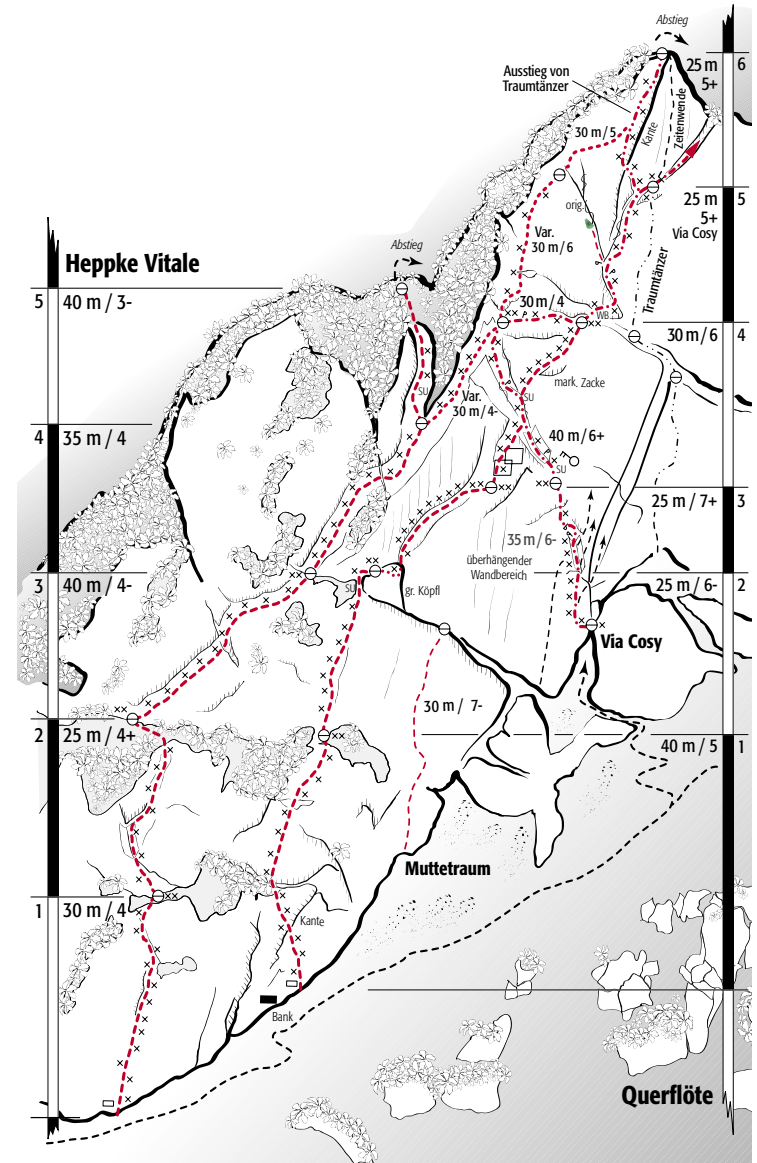 Abstieg
25 m
5+
6
Ausstieg von
Traumtänzer
30 m / 5
Kante
Zeitenwende
25 m
5+
Via Cosy
5
orig.
Var.
30 m / 6
Traumtänzer
Abstieg
Heppke Vitale
5
40 m / 3-
30 m / 4
WB
30 m / 6
4
SU
Var.
30 m / 4-
SU
mark. Zacke
4
35 m / 4
40 m / 6+
SU
25 m / 7+
3
35 m / 6-
überhängender
Wandbereich
3
40 m / 4-
SU
gr. Köpfl
25 m / 6-
2
Via Cosy
30 m / 7-
2
25 m / 4+
40 m / 5
1
Muttetraum
1
30 m / 4
Kante
Bank
Querflöte